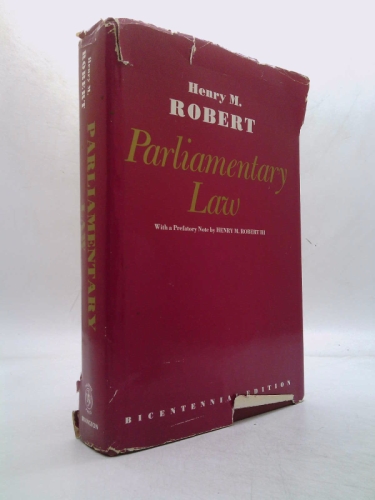 Henry M.
ROBERT
Parliamentary
Law
With a Prefatory Note by HENRY M. ROBERT III
BICENTENNIAL EDITION
Henry M.
ROBERT
PARLIAMENTARY
LAW